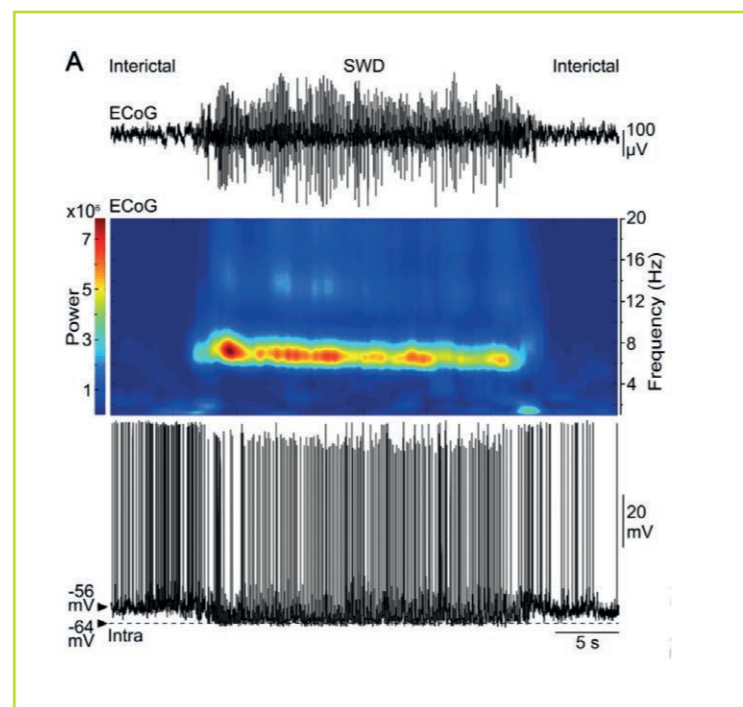 A
Interictal SWD Interictal
ECoG
100
µV
ECoG
x10⁶
7
5
3
1
Power
20
16
12
8
4
Frequency (Hz)
20
mV
-56
mV
-64
mV
Intra
5 s